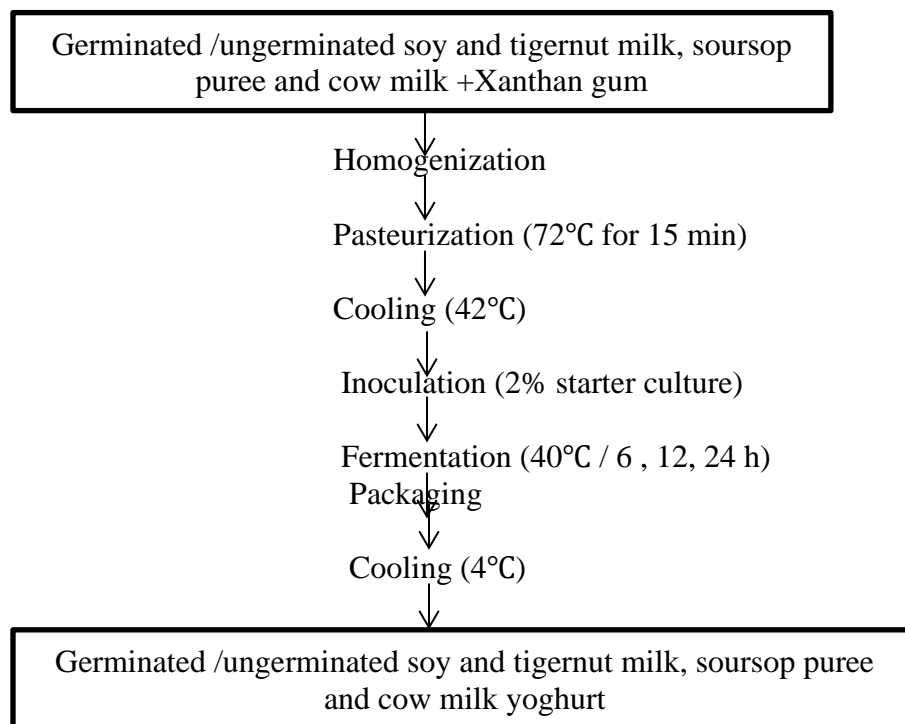 Germinated /ungerminated soy and tigernut milk, soursop
puree and cow milk +Xanthan gum
Homogenization
Pasteurization (72℃ for 15 min)
Cooling (42℃)
Inoculation (2% starter culture)
Fermentation (40℃ / 6 , 12, 24 h)
Packaging
Cooling (4℃)
Germinated /ungerminated soy and tigernut milk, soursop puree
and cow milk yoghurt